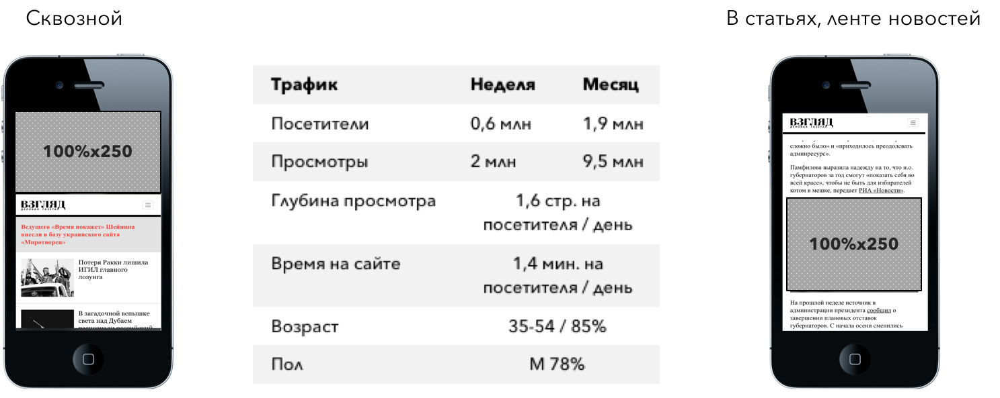 Сквозной
В статьях, ленте новостей
100%x250
ВЗГЛЯД
ДЕЛОВАЯ ГАЗЕТА
Ведущего «Время покажет» Шейнина
внесли в базу украинского сайта
«Миротворец»
Потеря Ракки лишила
ИГИЛ главного
лозунга
В загадочной вспышке
света над Дубаем
распознали российский
Трафик Неделя Месяц
Посетители 0,6 млн 1,9 млн
Просмотры 2 млн 9,5 млн
Глубина просмотра 1,6 стр. на
посетителя / день
Время на сайте 1,4 мин. на
посетителя / день
Возраст 35-54 / 85%
Пол М 78%
ВЗГЛЯД
ДЕЛОВАЯ ГАЗЕТА
сложно было» и «приходилось преодолевать
админресурс».
Памфилова выразила надежду на то, что и.о.
губернаторов за год смогут «показать себя во
всей красе», чтобы не быть для избирателей
котом в мешке, передает РИА «Новости».
100%x250
На прошлой неделе источник в
администрации президента сообщил о
завершении плановых отставок
губернаторов. С начала осени сменились